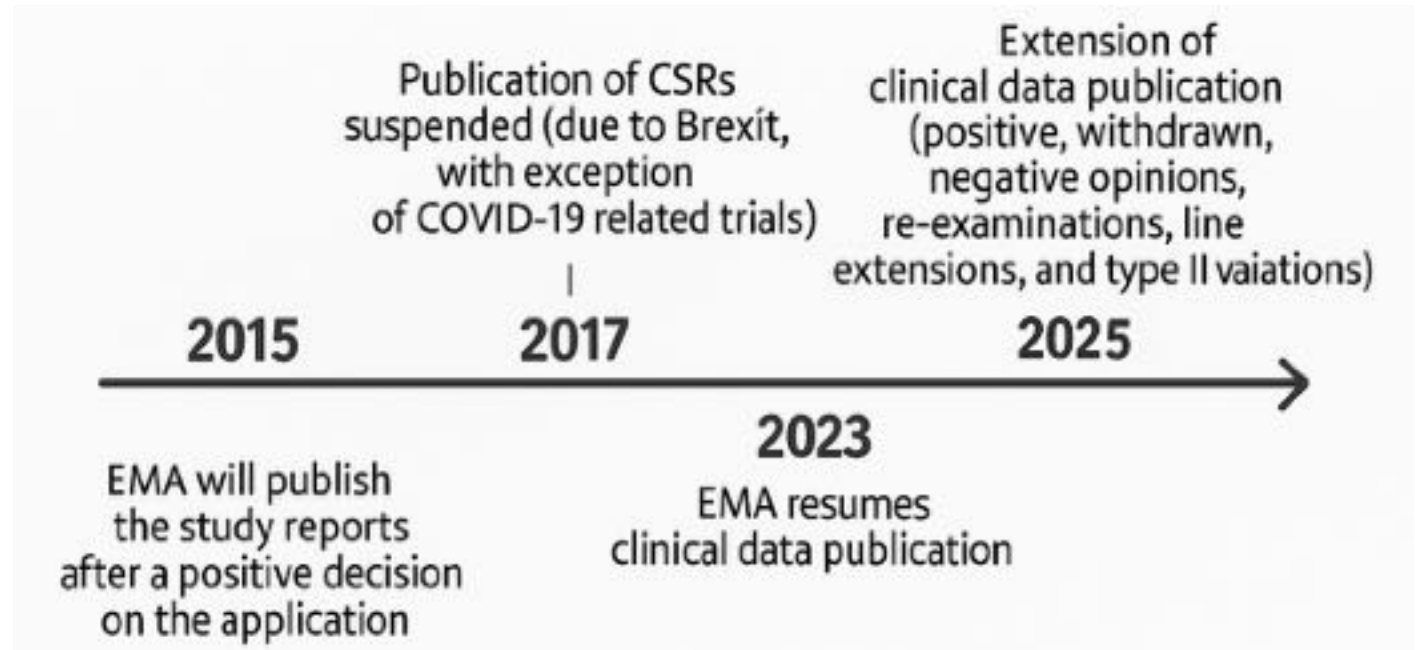 2015
EMA will publish
the study reports
after a positive decision
on the application
Publication of CSRs
suspended (due to Brexít,
with exception
of COVID-19 related trials)
2017
2023
EMA resumes
clinical data publication
Extension of
clinical data publication
(positive, withdrawn,
negative opinions,
re-examinations, line
extensions, and type II vaiations)
2025